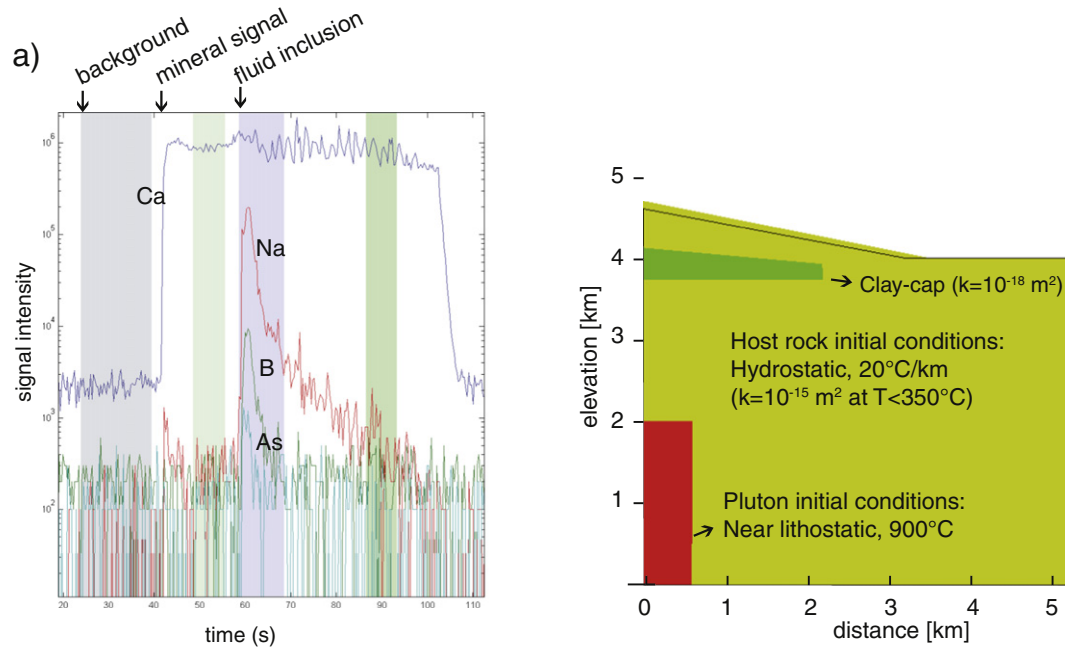 a)
background
mineral signal
fluid inclusion
signal intensity
10⁶
10⁵
10⁴
10³
10²
Ca
Na
B
As
20 30 40 50 60 70 80 90 100 110
time (s)
elevation [km]
5
4
3
2
1
0
Clay-cap (k=10⁻¹⁸ m²)
Host rock initial conditions:
Hydrostatic, 20°C/km
(k=10⁻¹⁵ m² at T<350°C)
Pluton initial conditions:
Near lithostatic, 900°C
0 1 2 3 4 5
distance [km]